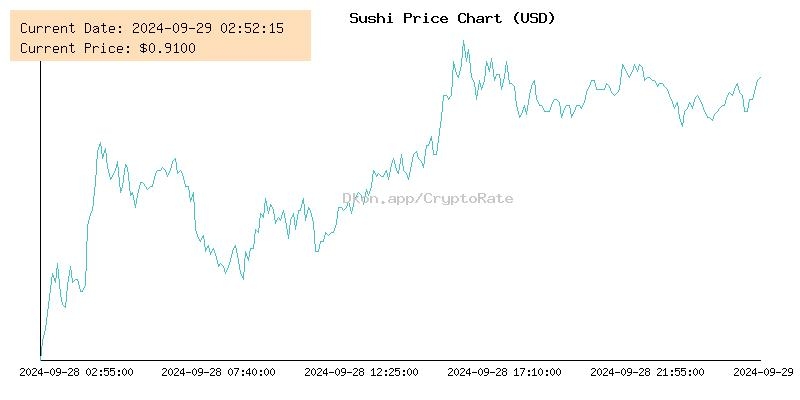 Sushi Price Chart (USD)
Current Date: 2024-09-29 02:52:15
Current Price: $0.9100
DKon.app/CryptoRate
2024-09-28 02:55:00 2024-09-28 07:40:00 2024-09-28 12:25:00 2024-09-28 17:10:00 2024-09-28 21:55:00 2024-09-29